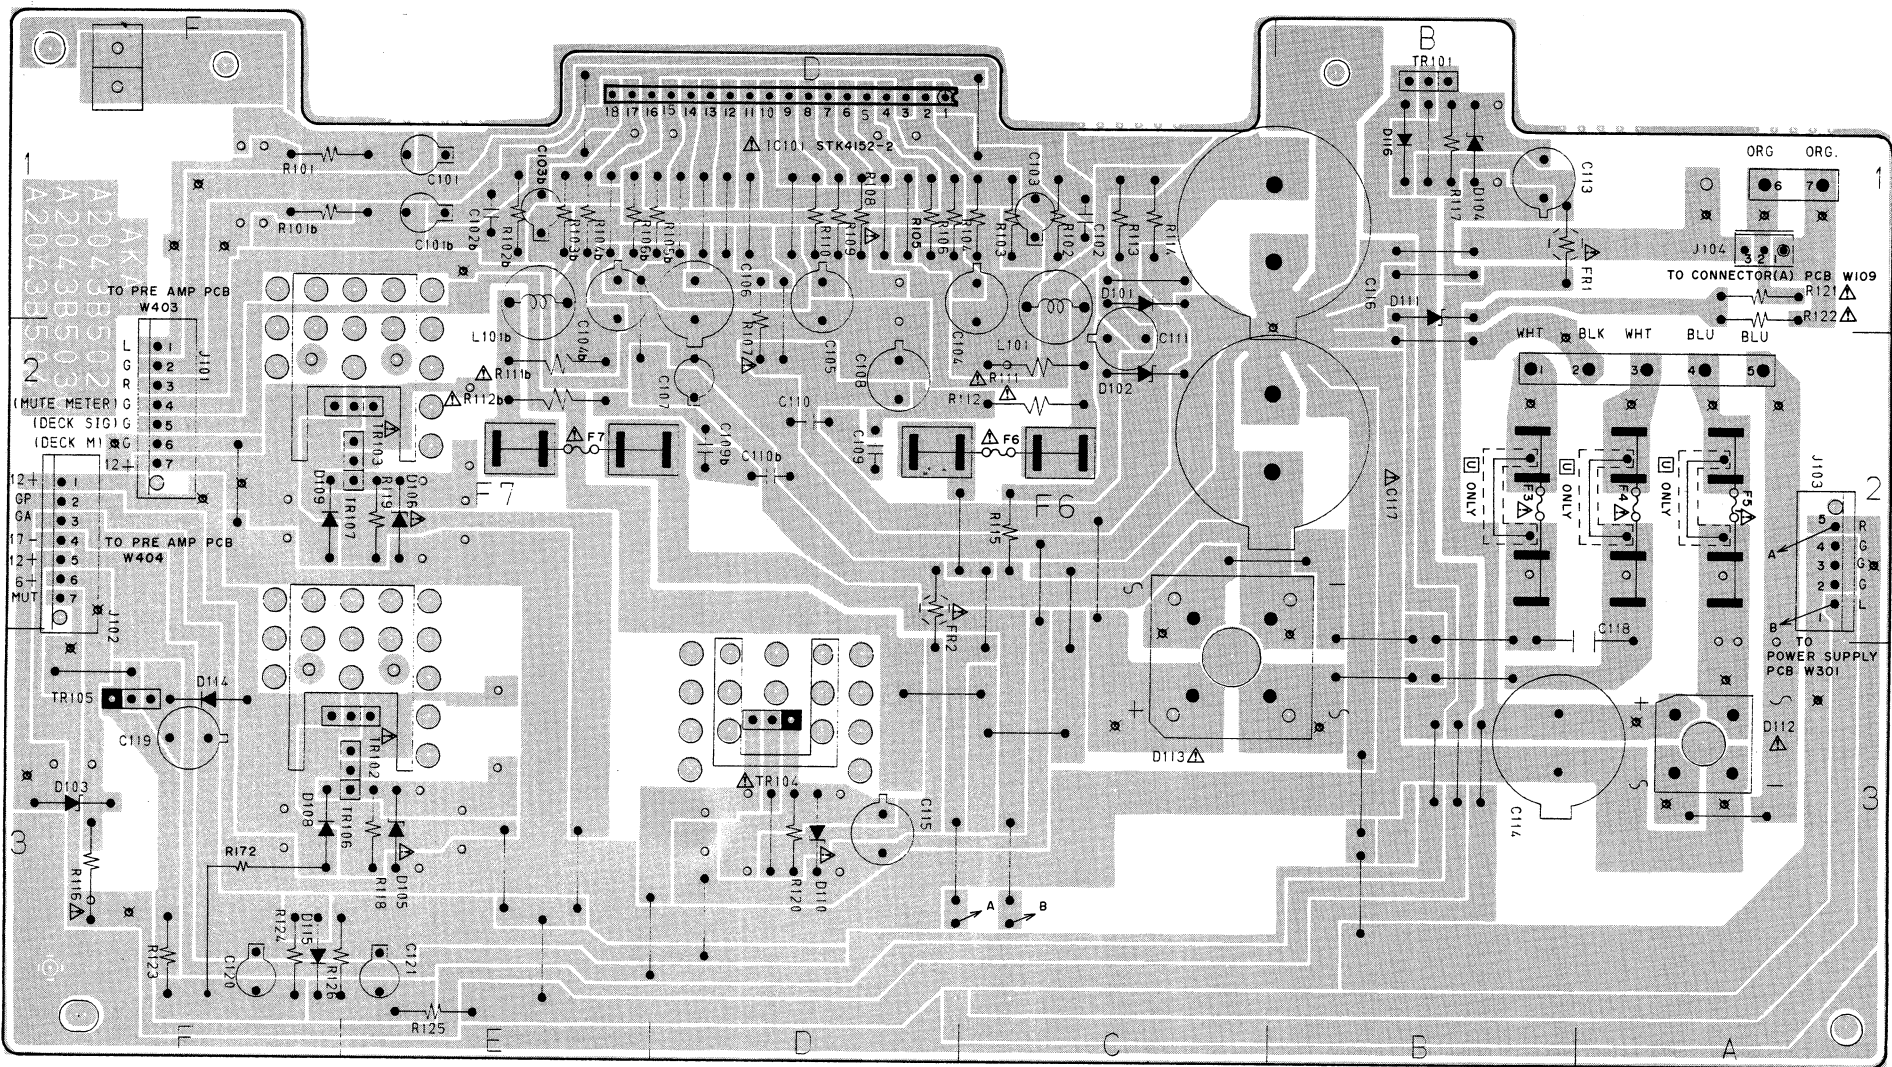 F
D
B
TR101
18 17 16 15 14 13 12 11 10 9 8 7 6 5 4 3 2 1
IC101 STK4152-2
D116
R117
D104
C113
ORG ORG.
6 7
1
1
R101
C101
C103b
R101b
C101b
C102b
R102b
R103b
R104b
R106b
R105b
R110
R109
R108
R105
R106
R104
R103
C103
R102
C102
R113
R114
FR1
J104
3 2 1
TO CONNECTOR(A) PCB W109
R121
R122
TO PRE AMP PCB
W403
L101b
C104b
C106
R107
C105
C104
L101
D101
C111
D102
C116
D111
WHT BLK WHT BLU BLU
1 2 3 4 5
2
J101
L 1
G 2
R 3
(MUTE METER) G 4
(DECK SIG) G 5
(DECK M) G 6
12+ 7
R111b
R112b
C107
C108
R111
R112
C110
C109b
C110b
C109
F7
F6
TR103
C117
U ONLY
F3
U ONLY
F4
U ONLY
F5
J103
2
12+ 1
GP 2
GA 3
17- 4
12+ 5
6+ 6
MUT 7
J102
TO PRE AMP PCB
W404
D109
TR107
R119
D106
F7
F6
R115
5 R
4 G
3 G
2 G
1 L
A
B
TO
POWER SUPPLY
PCB W301
FR2
C118
TR105
D114
C119
TR102
TR104
D113
S
-
+
S
C114
D112
+
S
S
-
D103
3
3
R116
R172
D108
TR106
R118
D105
R120
D110
C115
A
B
R123
C120
R124
D115
R126
C121
R125
F E D C B A
A2043B502
A2043B503